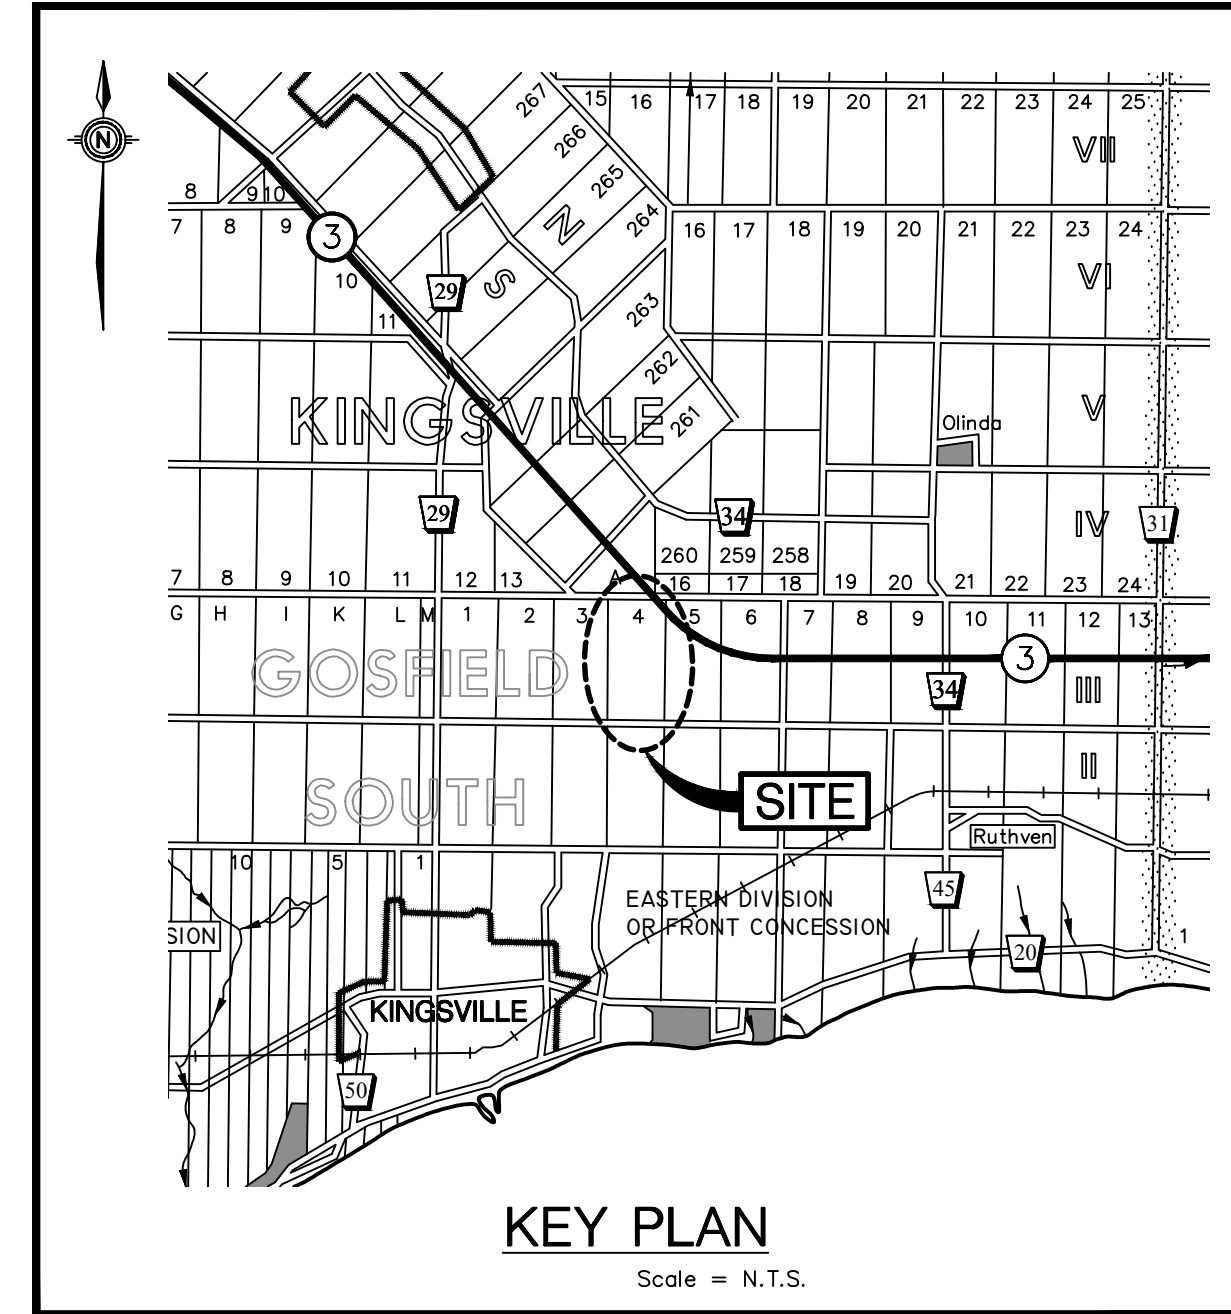 N
267
15 16 17 18 19 20 21 22 23 24 25
266
VII
265
8 9 10
N
264
7 8 9
16 17 18 19 20 21 22 23 24
3
VI
10
S
29
263
11
262
KINGSVILLE
V
261
Olinda
29
34
IV
31
260 259 258
A
7 8 9 10 11 12 13 16 17 18 19 20 21 22 23 24
G H I K L M 1 2 3 4 5 6 7 8 9 10 11 12 13
GOSFIELD
3
34
III
II
SOUTH
SITE
Ruthven
10 5 1
45
EASTERN DIVISION
OR FRONT CONCESSION
SION
1
20
KINGSVILLE
50
KEY PLAN
Scale = N.T.S.